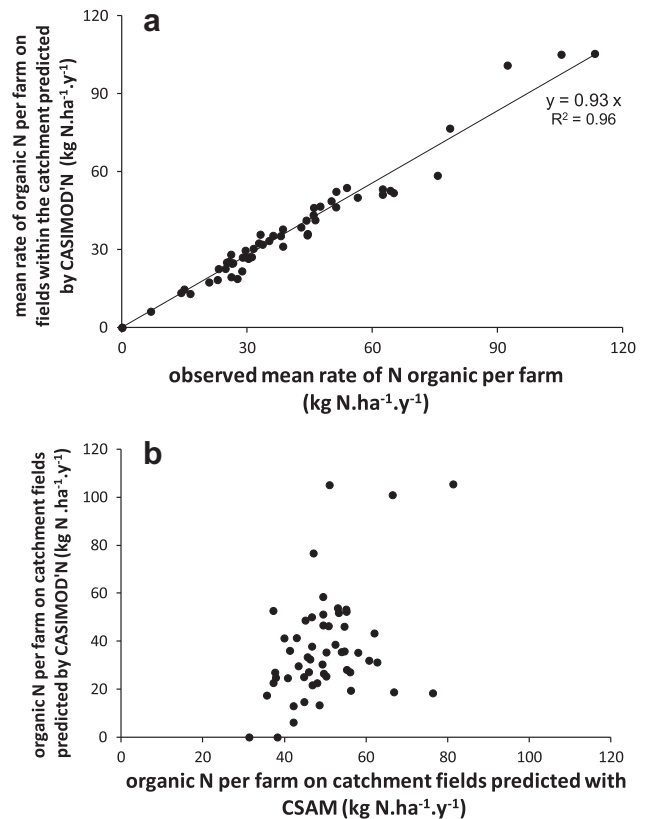 a
mean rate of organic N per farm on
fields within the catchment predicted
by CASIMOD'N (kg N.ha-1.y-1)
120
90
60
30
0
y = 0.93 x
R2 = 0.96
0 30 60 90 120
observed mean rate of N organic per farm
(kg N.ha-1.y-1)
b
organic N per farm on catchment fields
predicted by CASIMOD'N (kg N .ha-1.y-1)
120
100
80
60
40
20
0
0 20 40 60 80 100 120
organic N per farm on catchment fields predicted with
CSAM (kg N.ha-1.y-1)